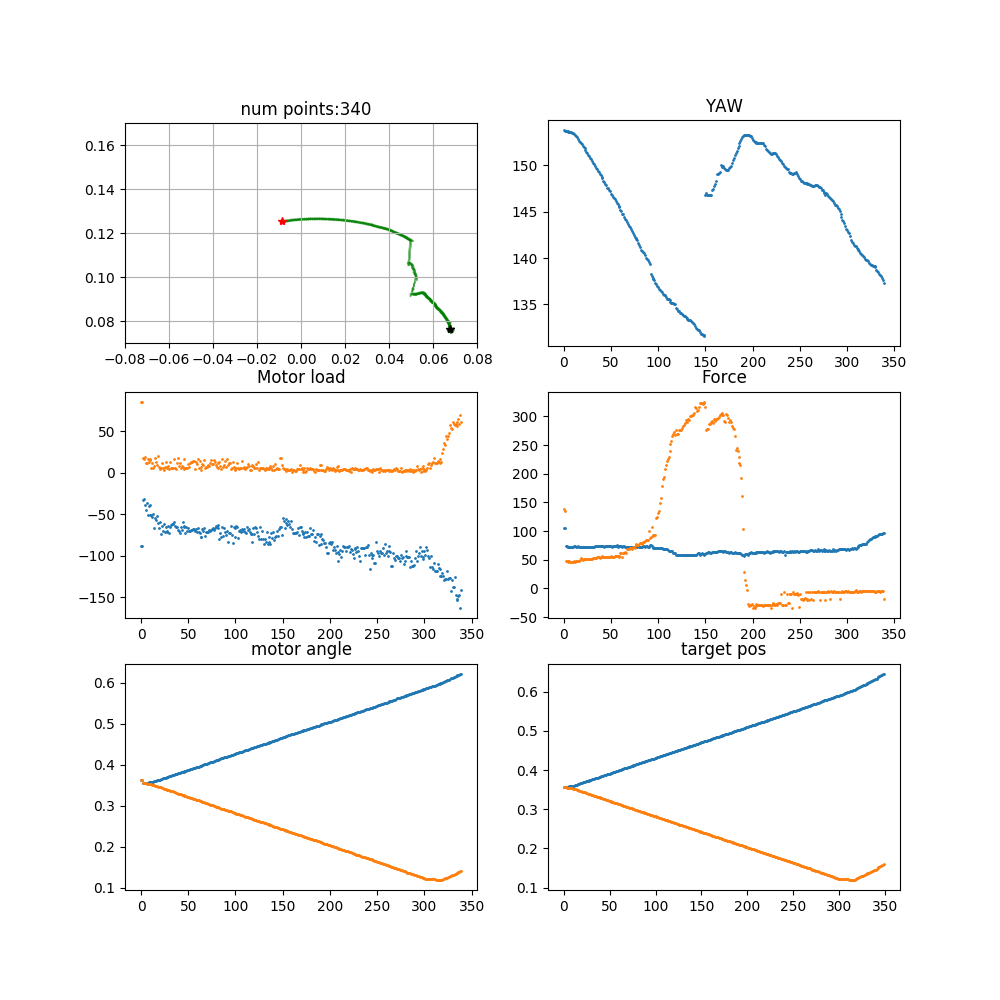 num points:340
YAW
0.16
0.14
0.12
0.10
0.08
−0.08 −0.06 −0.04 −0.02 0.00 0.02 0.04 0.06 0.08
150
145
140
135
0 50 100 150 200 250 300 350
Motor load
Force
50
0
−50
−100
−150
0 50 100 150 200 250 300 350
300
250
200
150
100
50
0
−50
0 50 100 150 200 250 300 350
motor angle
target pos
0.6
0.5
0.4
0.3
0.2
0.1
0 50 100 150 200 250 300 350
0.6
0.5
0.4
0.3
0.2
0.1
0 50 100 150 200 250 300 350